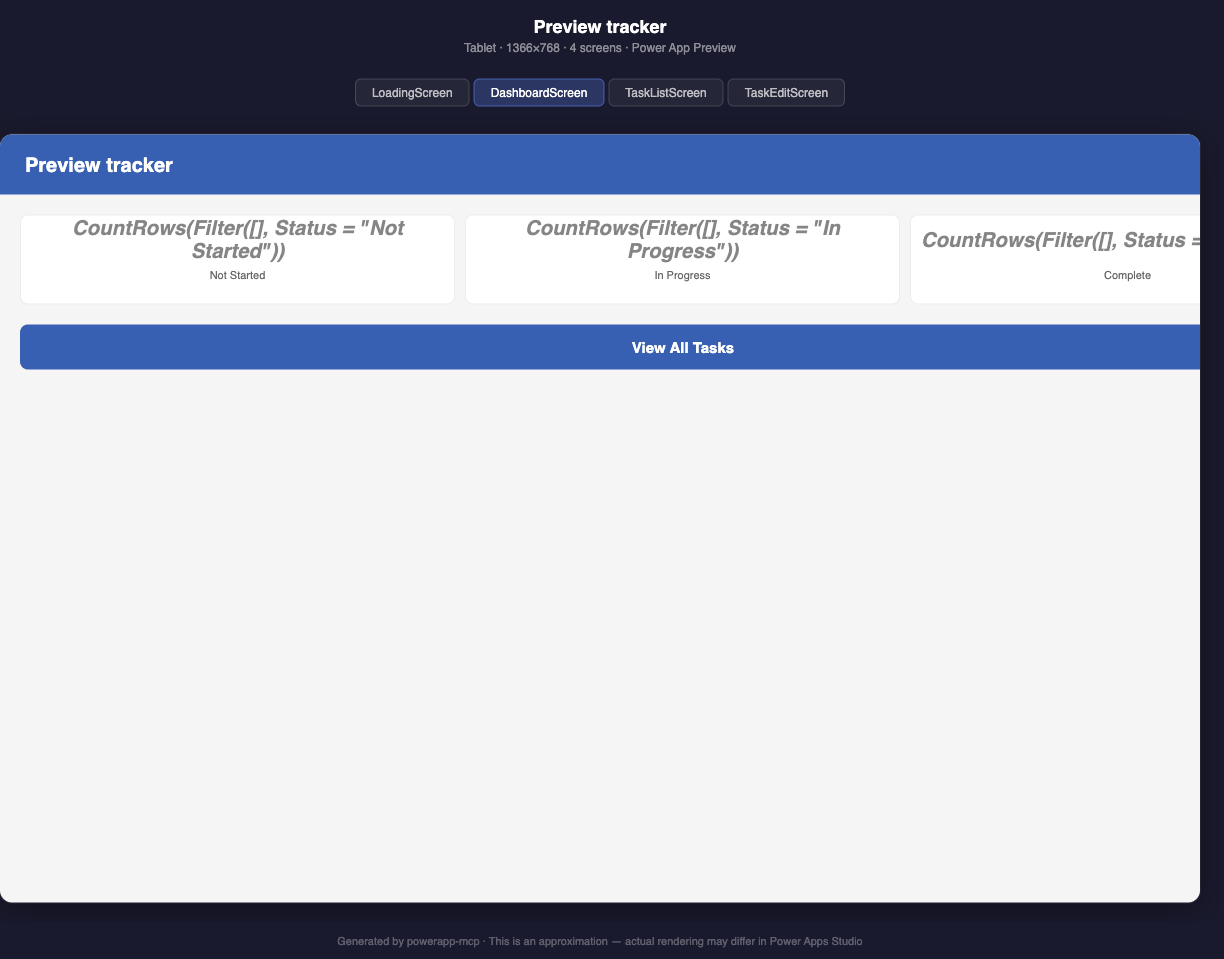 Preview tracker
Tablet · 1366×768 · 4 screens · Power App Preview
LoadingScreen
DashboardScreen
TaskListScreen
TaskEditScreen
Preview tracker
CountRows(Filter([], Status = "Not
Started"))
Not Started
CountRows(Filter([], Status = "In
Progress"))
In Progress
CountRows(Filter([], Status =
Complete
View All Tasks
Generated by powerapp-mcp · This is an approximation — actual rendering may differ in Power Apps Studio